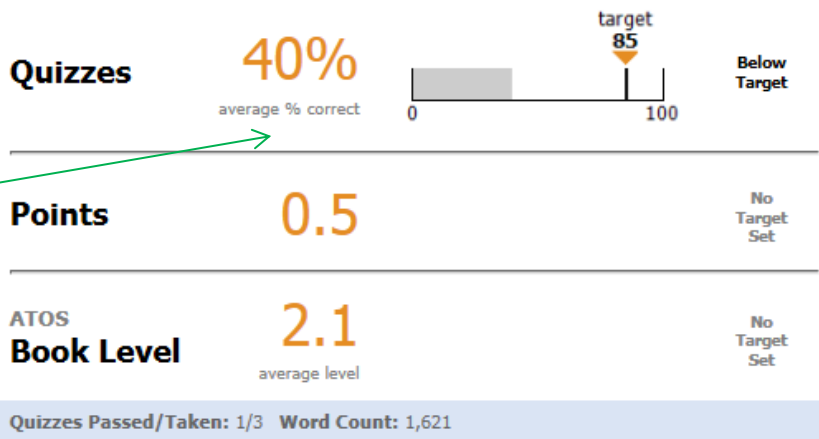 target
85
Quizzes 40% Below
Target
average % correct
0 100
Points 0.5 No
Target
Set
ATOS
Book Level 2.1 No
Target
Set
average level
Quizzes Passed/Taken: 1/3 Word Count: 1,621